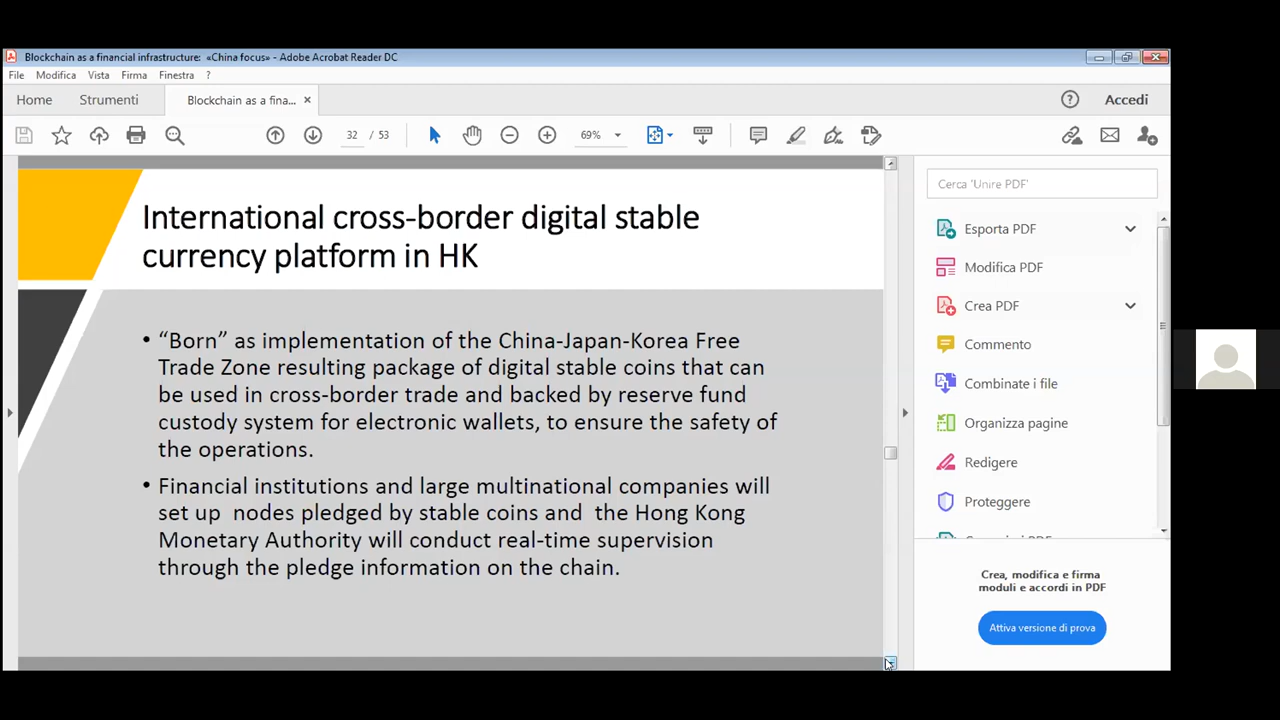 Blockchain as a financial infrastructure: «China focus» - Adobe Acrobat Reader DC
File Modifica Vista Firma Finestra ?
Home Strumenti Blockchain as a fina... × Accedi
32 / 53 69%
International cross-border digital stable
currency platform in HK
• “Born” as implementation of the China-Japan-Korea Free
Trade Zone resulting package of digital stable coins that can
be used in cross-border trade and backed by reserve fund
custody system for electronic wallets, to ensure the safety of
the operations.
• Financial institutions and large multinational companies will
set up nodes pledged by stable coins and the Hong Kong
Monetary Authority will conduct real-time supervision
through the pledge information on the chain.
Cerca 'Unire PDF'
Esporta PDF
Modifica PDF
Crea PDF
Commento
Combinate i file
Organizza pagine
Redigere
Proteggere
Crea, modifica e firma
moduli e accordi in PDF
Attiva versione di prova